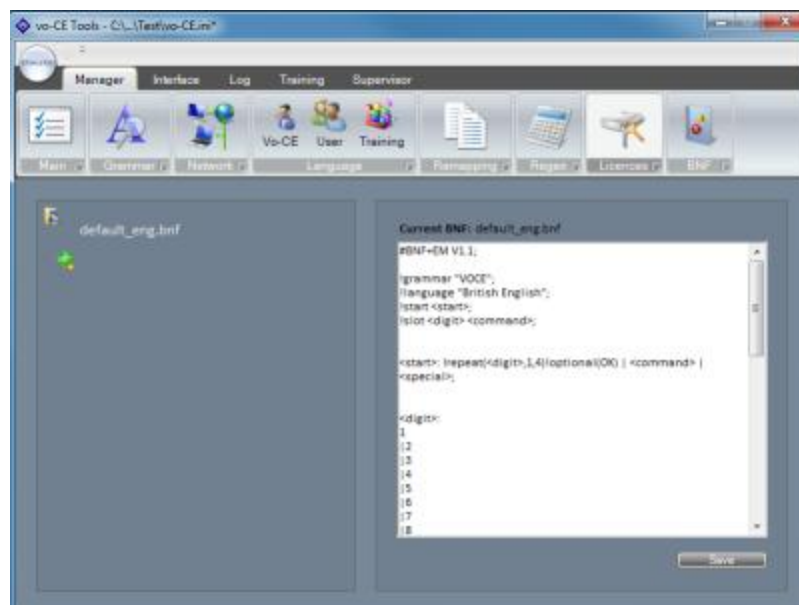 vo-CE Tools - C:\...\Test\vo-CE.ini*
Manager Interface Log Training Supervisor
Vo-CE User Training
Main Grammar Network Language Remapping Regex Licences BNF
default_eng.bnf
Current BNF: default_eng.bnf
#BNF+EM V1.1;
!grammar "VOCE";
!language "British English";
!start <start>;
!slot <digit> <command>;
<start>: !repeat(<digit>,1,4)!optional(OK) | <command> |
<special>;
<digit>:
1
|2
|3
|4
|5
|6
|7
|8
Save